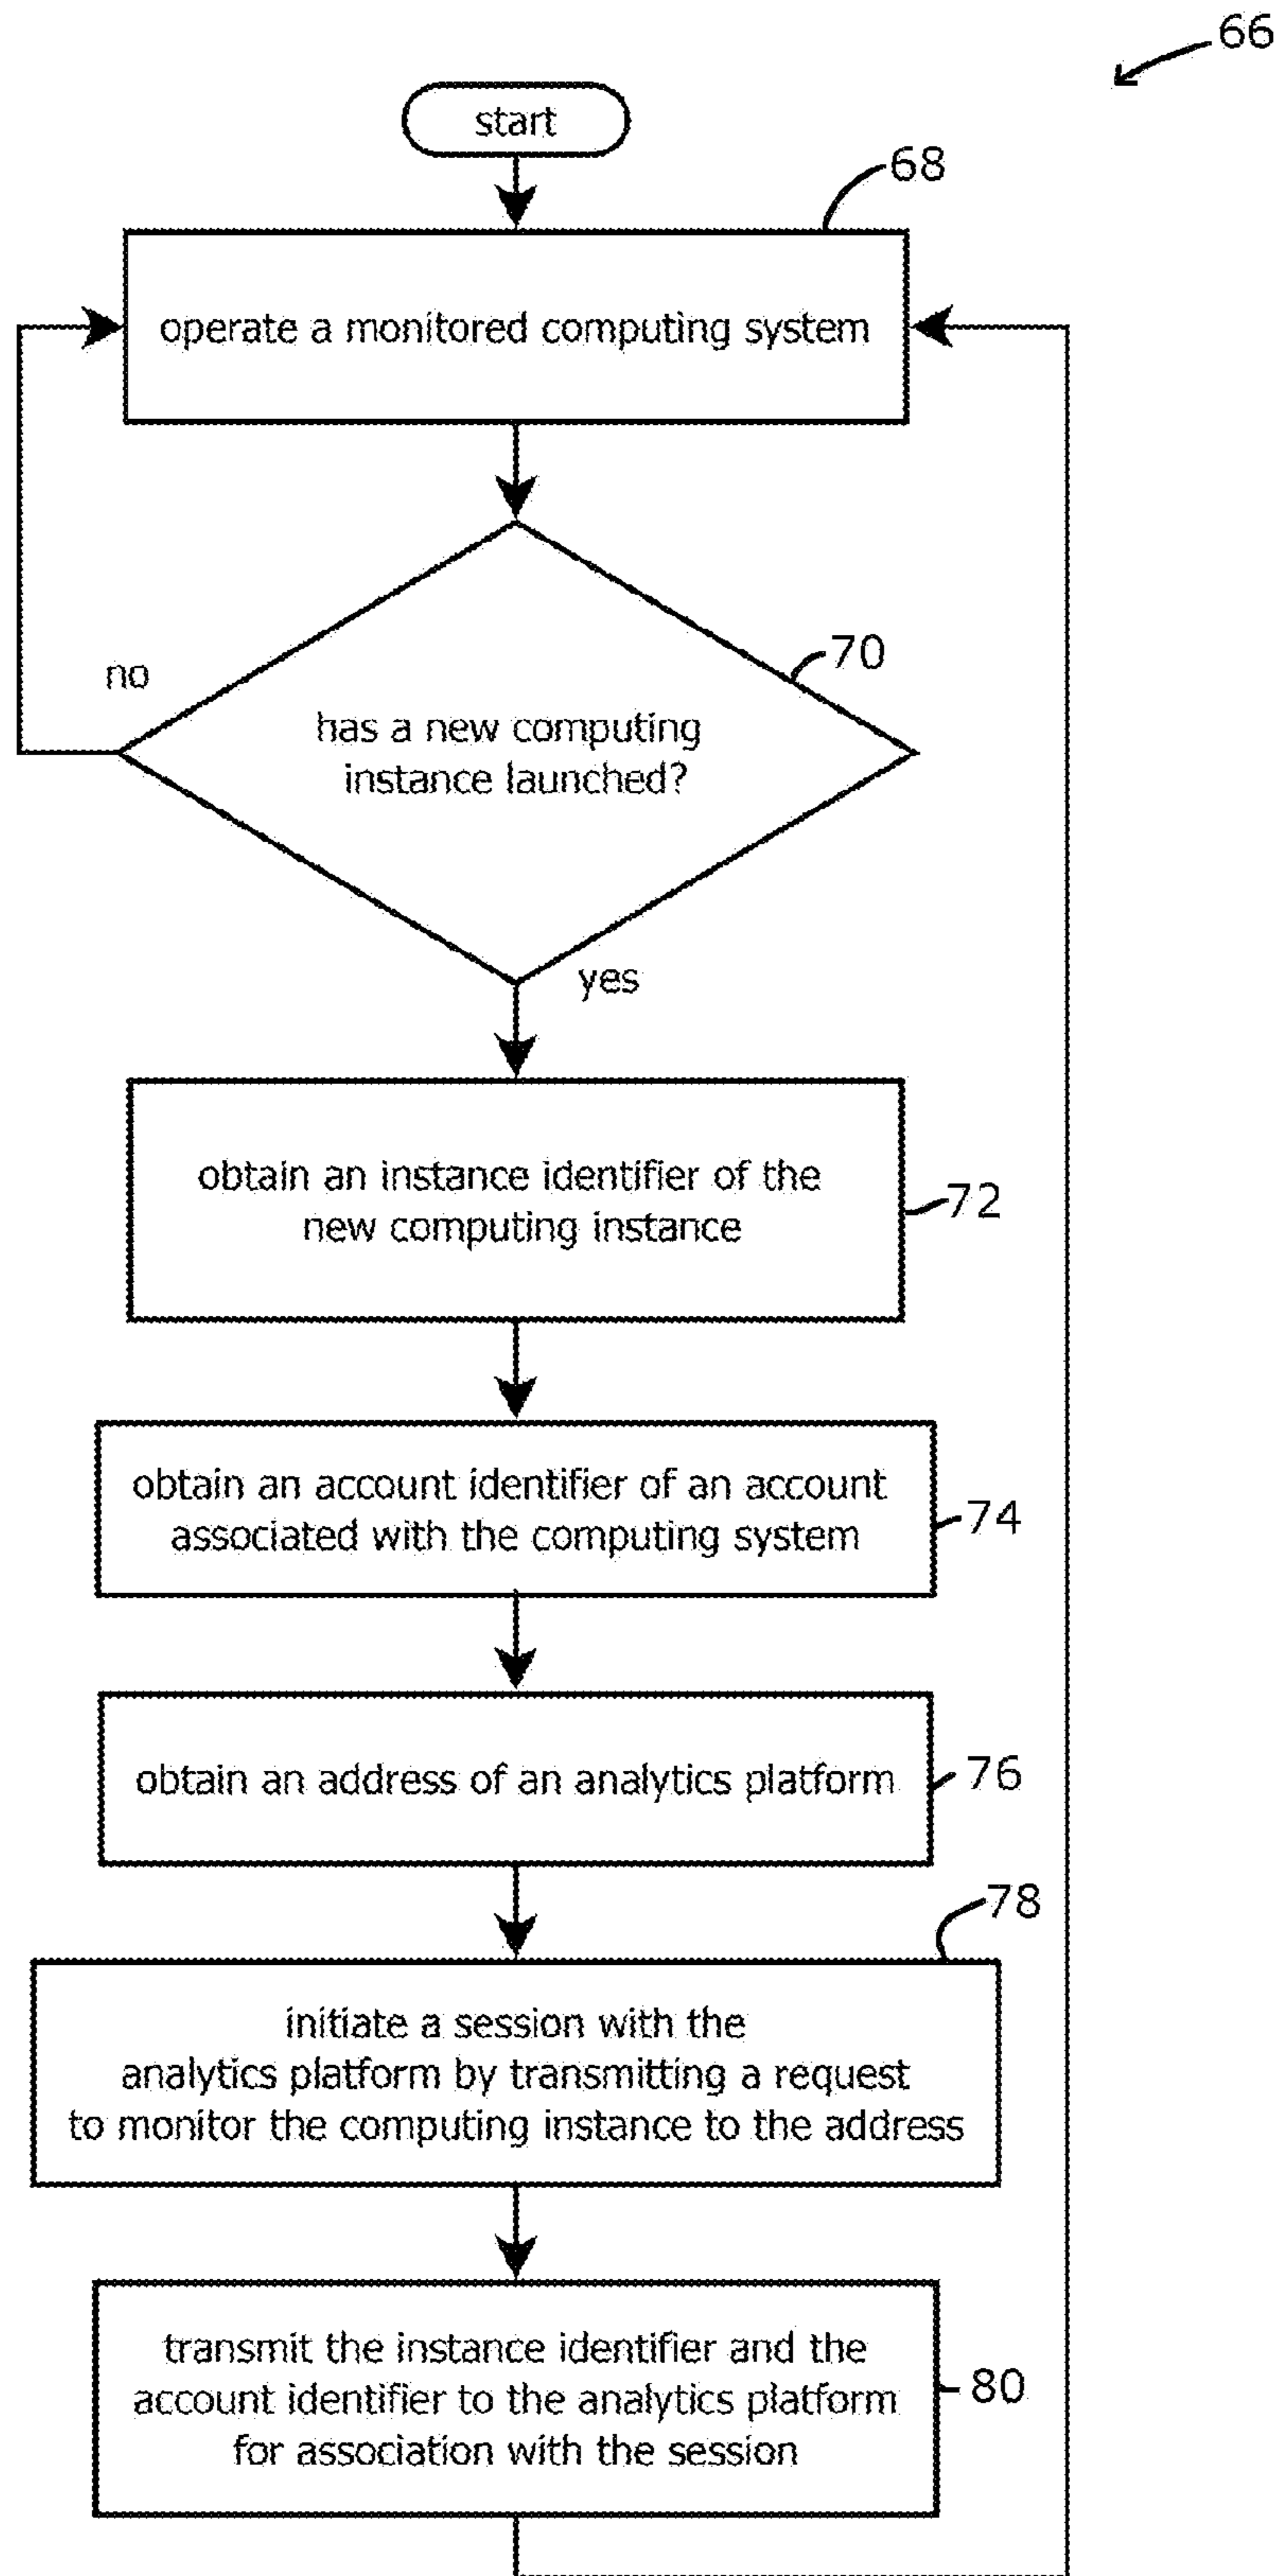 66
start
68
operate a monitored computing system
70
no
has a new computing
instance launched?
yes
obtain an instance identifier of the
new computing instance
72
obtain an account identifier of an account
associated with the computing system
74
obtain an address of an analytics platform
76
78
initiate a session with the
analytics platform by transmitting a request
to monitor the computing instance to the address
transmit the instance identifier and the
account identifier to the analytics platform
for association with the session
80